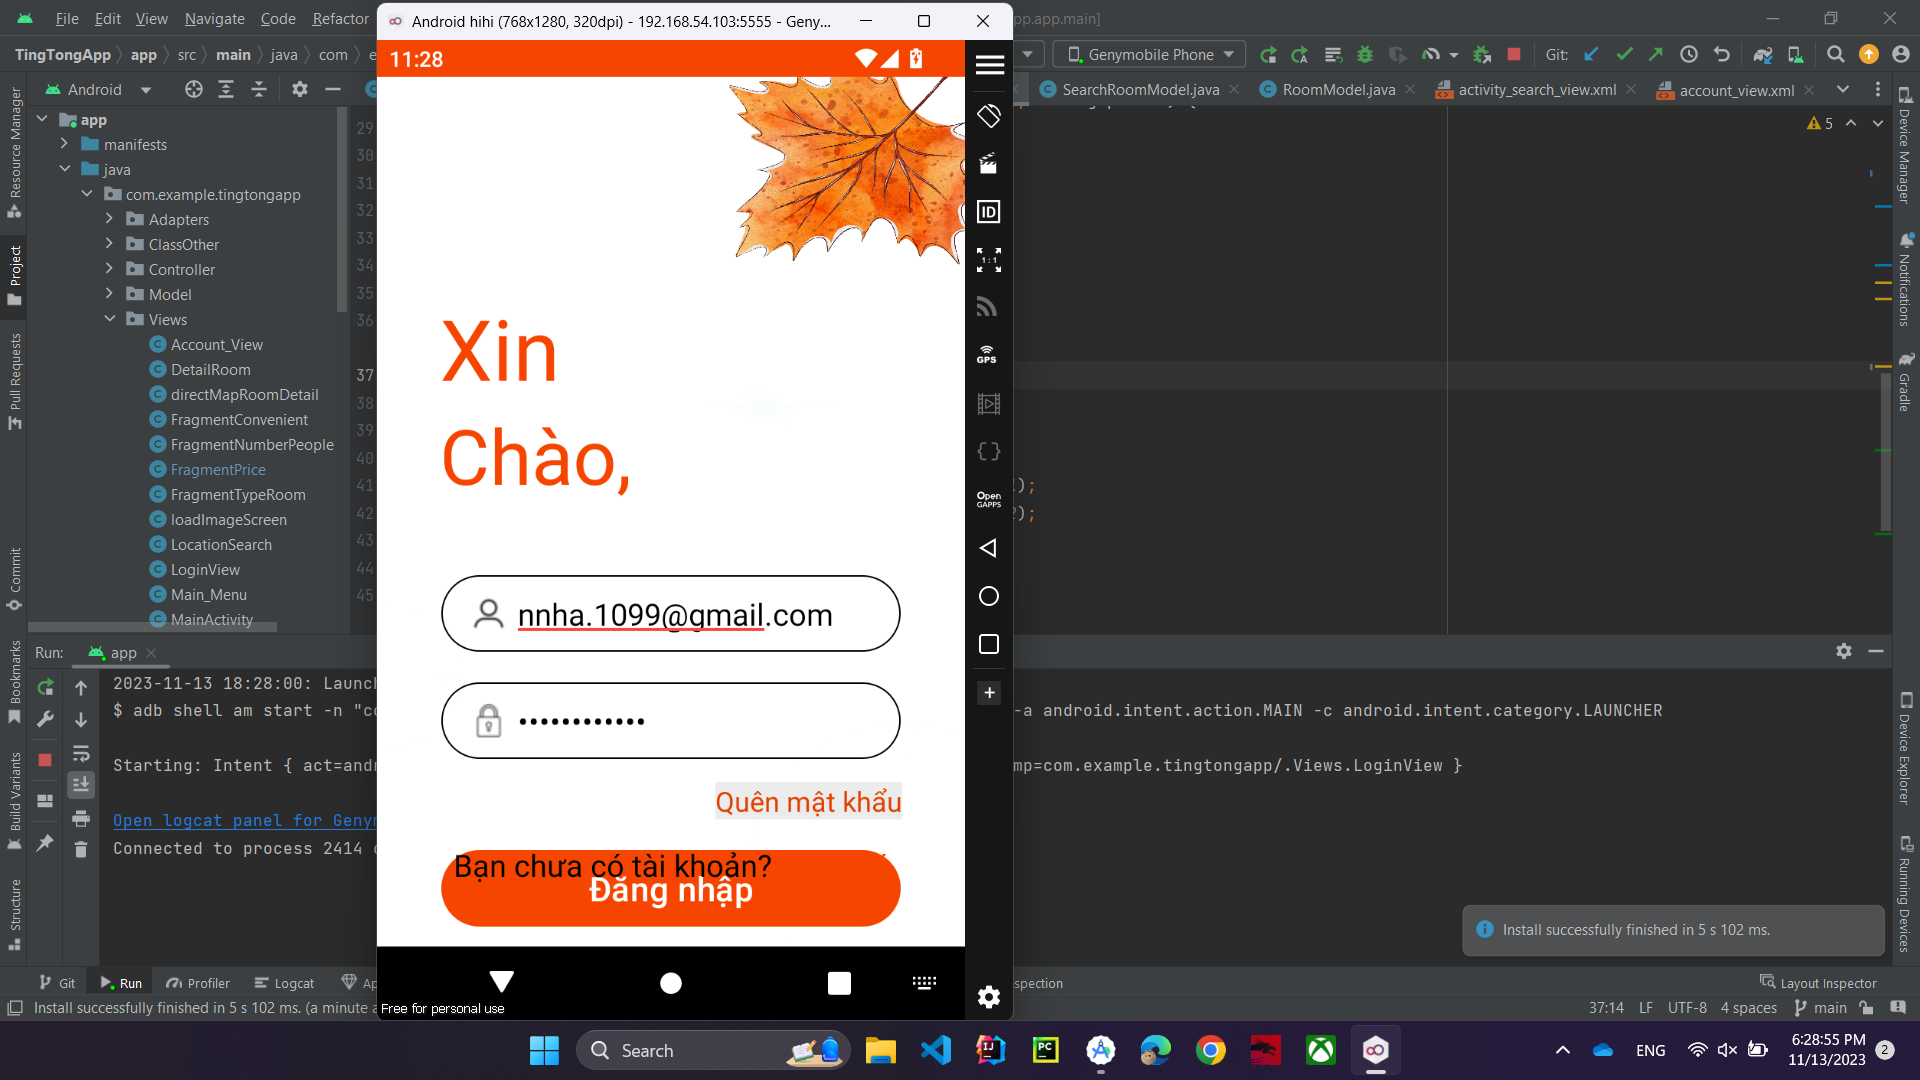 File Edit View Navigate Code Refactor
Android hihi (768x1280, 320dpi) - 192.168.54.103:5555 - Geny...
pp.app.main]
TingTongApp app src main java com e
Genymobile Phone
Git:
Android
SearchRoomModel.java
RoomModel.java
activity_search_view.xml
account_view.xml
5
app
manifests
java
com.example.tingtongapp
Adapters
ClassOther
Controller
Model
Views
Account_View
DetailRoom
directMapRoomDetail
FragmentConvenient
FragmentNumberPeople
FragmentPrice
FragmentTypeRoom
loadImageScreen
LocationSearch
LoginView
Main_Menu
MainActivity
29
30
31
32
33
34
35
36
37
38
39
40
41
42
43
44
45
);
);
Resource Manager
Project
Pull Requests
Commit
Bookmarks
Build Variants
Structure
11:28
Xin
Chào,
nnha.1099@gmail.com
••••••••••••
Quên mật khẩu
Bạn chưa có tài khoản?
Đăng nhập
Free for personal use
ID
1:1
GPS
Open
GAPPS
Device Manager
Notifications
Gradle
Device Explorer
Running Devices
Run: app
2023-11-13 18:28:00: Launch
$ adb shell am start -n "co
-a android.intent.action.MAIN -c android.intent.category.LAUNCHER
Starting: Intent { act=andr
mp=com.example.tingtongapp/.Views.LoginView }
Open logcat panel for Genym
Connected to process 2414 o
Install successfully finished in 5 s 102 ms.
Git Run Profiler Logcat Ap
spection
Layout Inspector
Install successfully finished in 5 s 102 ms. (a minute a
37:14 LF UTF-8 4 spaces main
Search
IJ
PC
ENG
6:28:55 PM
11/13/2023
2